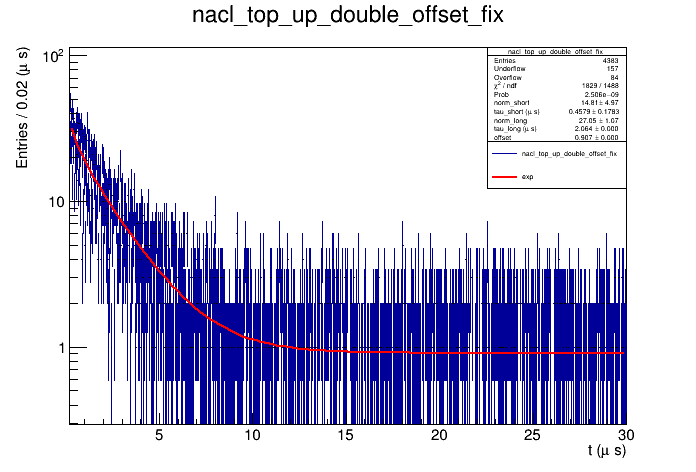 nacl_top_up_double_offset_fix
Entries / 0.02 (μ s)
10²
10
1
nacl_top_up_double_offset_fix
Entries 4383
Underflow 157
Overflow 84
χ² / ndf 1829 / 1488
Prob 2.506e−09
norm_short 14.81 ± 4.97
tau_short (μ s) 0.4579 ± 0.1783
norm_long 27.05 ± 1.07
tau_long (μ s) 2.064 ± 0.000
offset 0.907 ± 0.000
nacl_top_up_double_offset_fix
exp
5 10 15 20 25 30
t (μ s)